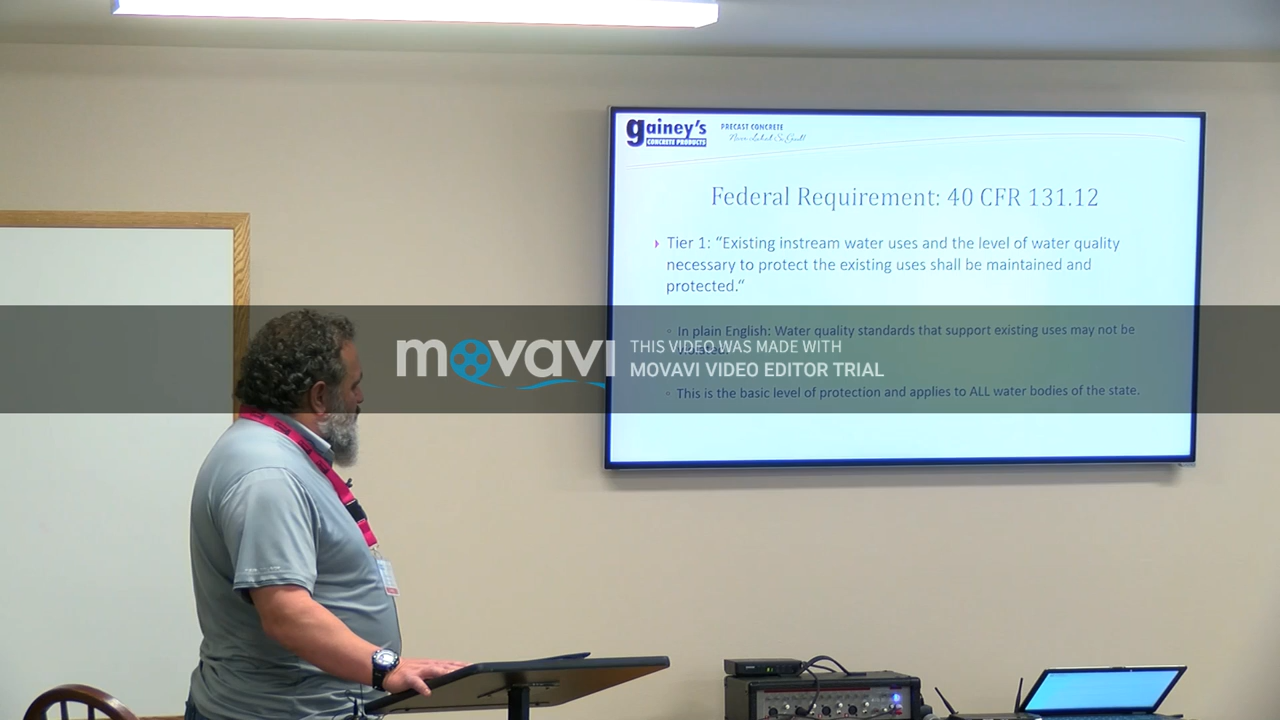 gainey's
CONCRETE PRODUCTS
PRECAST CONCRETE
Federal Requirement: 40 CFR 131.12
Tier 1: “Existing instream water uses and the level of water quality
necessary to protect the existing uses shall be maintained and
protected.“
In plain English: Water quality standards that support existing uses may not be
movavi
THIS VIDEO WAS MADE WITH
MOVAVI VIDEO EDITOR TRIAL
This is the basic level of protection and applies to ALL water bodies of the state.